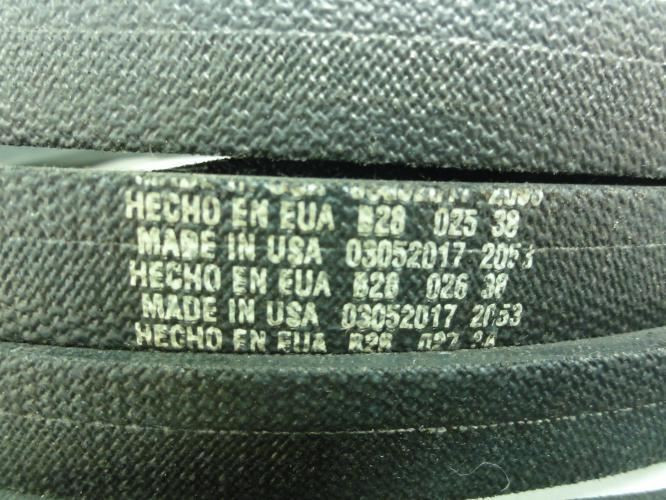 HECHO EN EUA B28 025 38
MADE IN USA 03052017 2053
HECHO EN EUA B28 026 38
MADE IN USA 03052017 2053
HECHO EN EUA B28